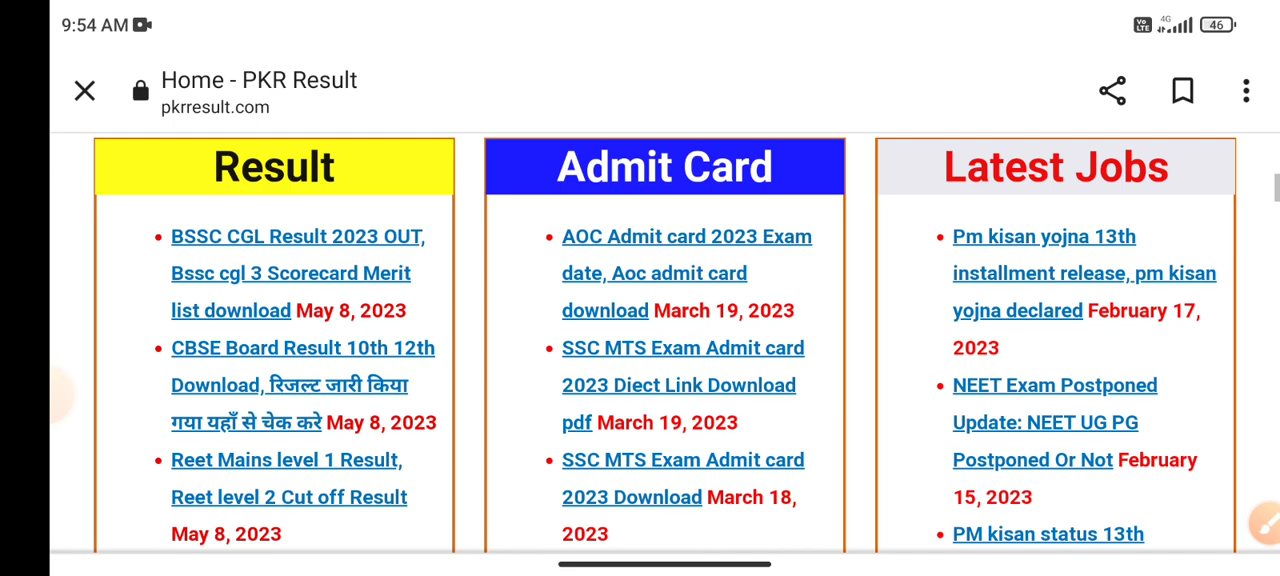 9:54 AM
Vo LTE 4G 46
Home - PKR Result
pkrresult.com
Result
BSSC CGL Result 2023 OUT,
Bssc cgl 3 Scorecard Merit
list download May 8, 2023
CBSE Board Result 10th 12th
Download, रिजल्ट जारी किया
गया यहाँ से चेक करे May 8, 2023
Reet Mains level 1 Result,
Reet level 2 Cut off Result
May 8, 2023
Admit Card
AOC Admit card 2023 Exam
date, Aoc admit card
download March 19, 2023
SSC MTS Exam Admit card
2023 Diect Link Download
pdf March 19, 2023
SSC MTS Exam Admit card
2023 Download March 18,
2023
Latest Jobs
Pm kisan yojna 13th
installment release, pm kisan
yojna declared February 17,
2023
NEET Exam Postponed
Update: NEET UG PG
Postponed Or Not February
15, 2023
PM kisan status 13th